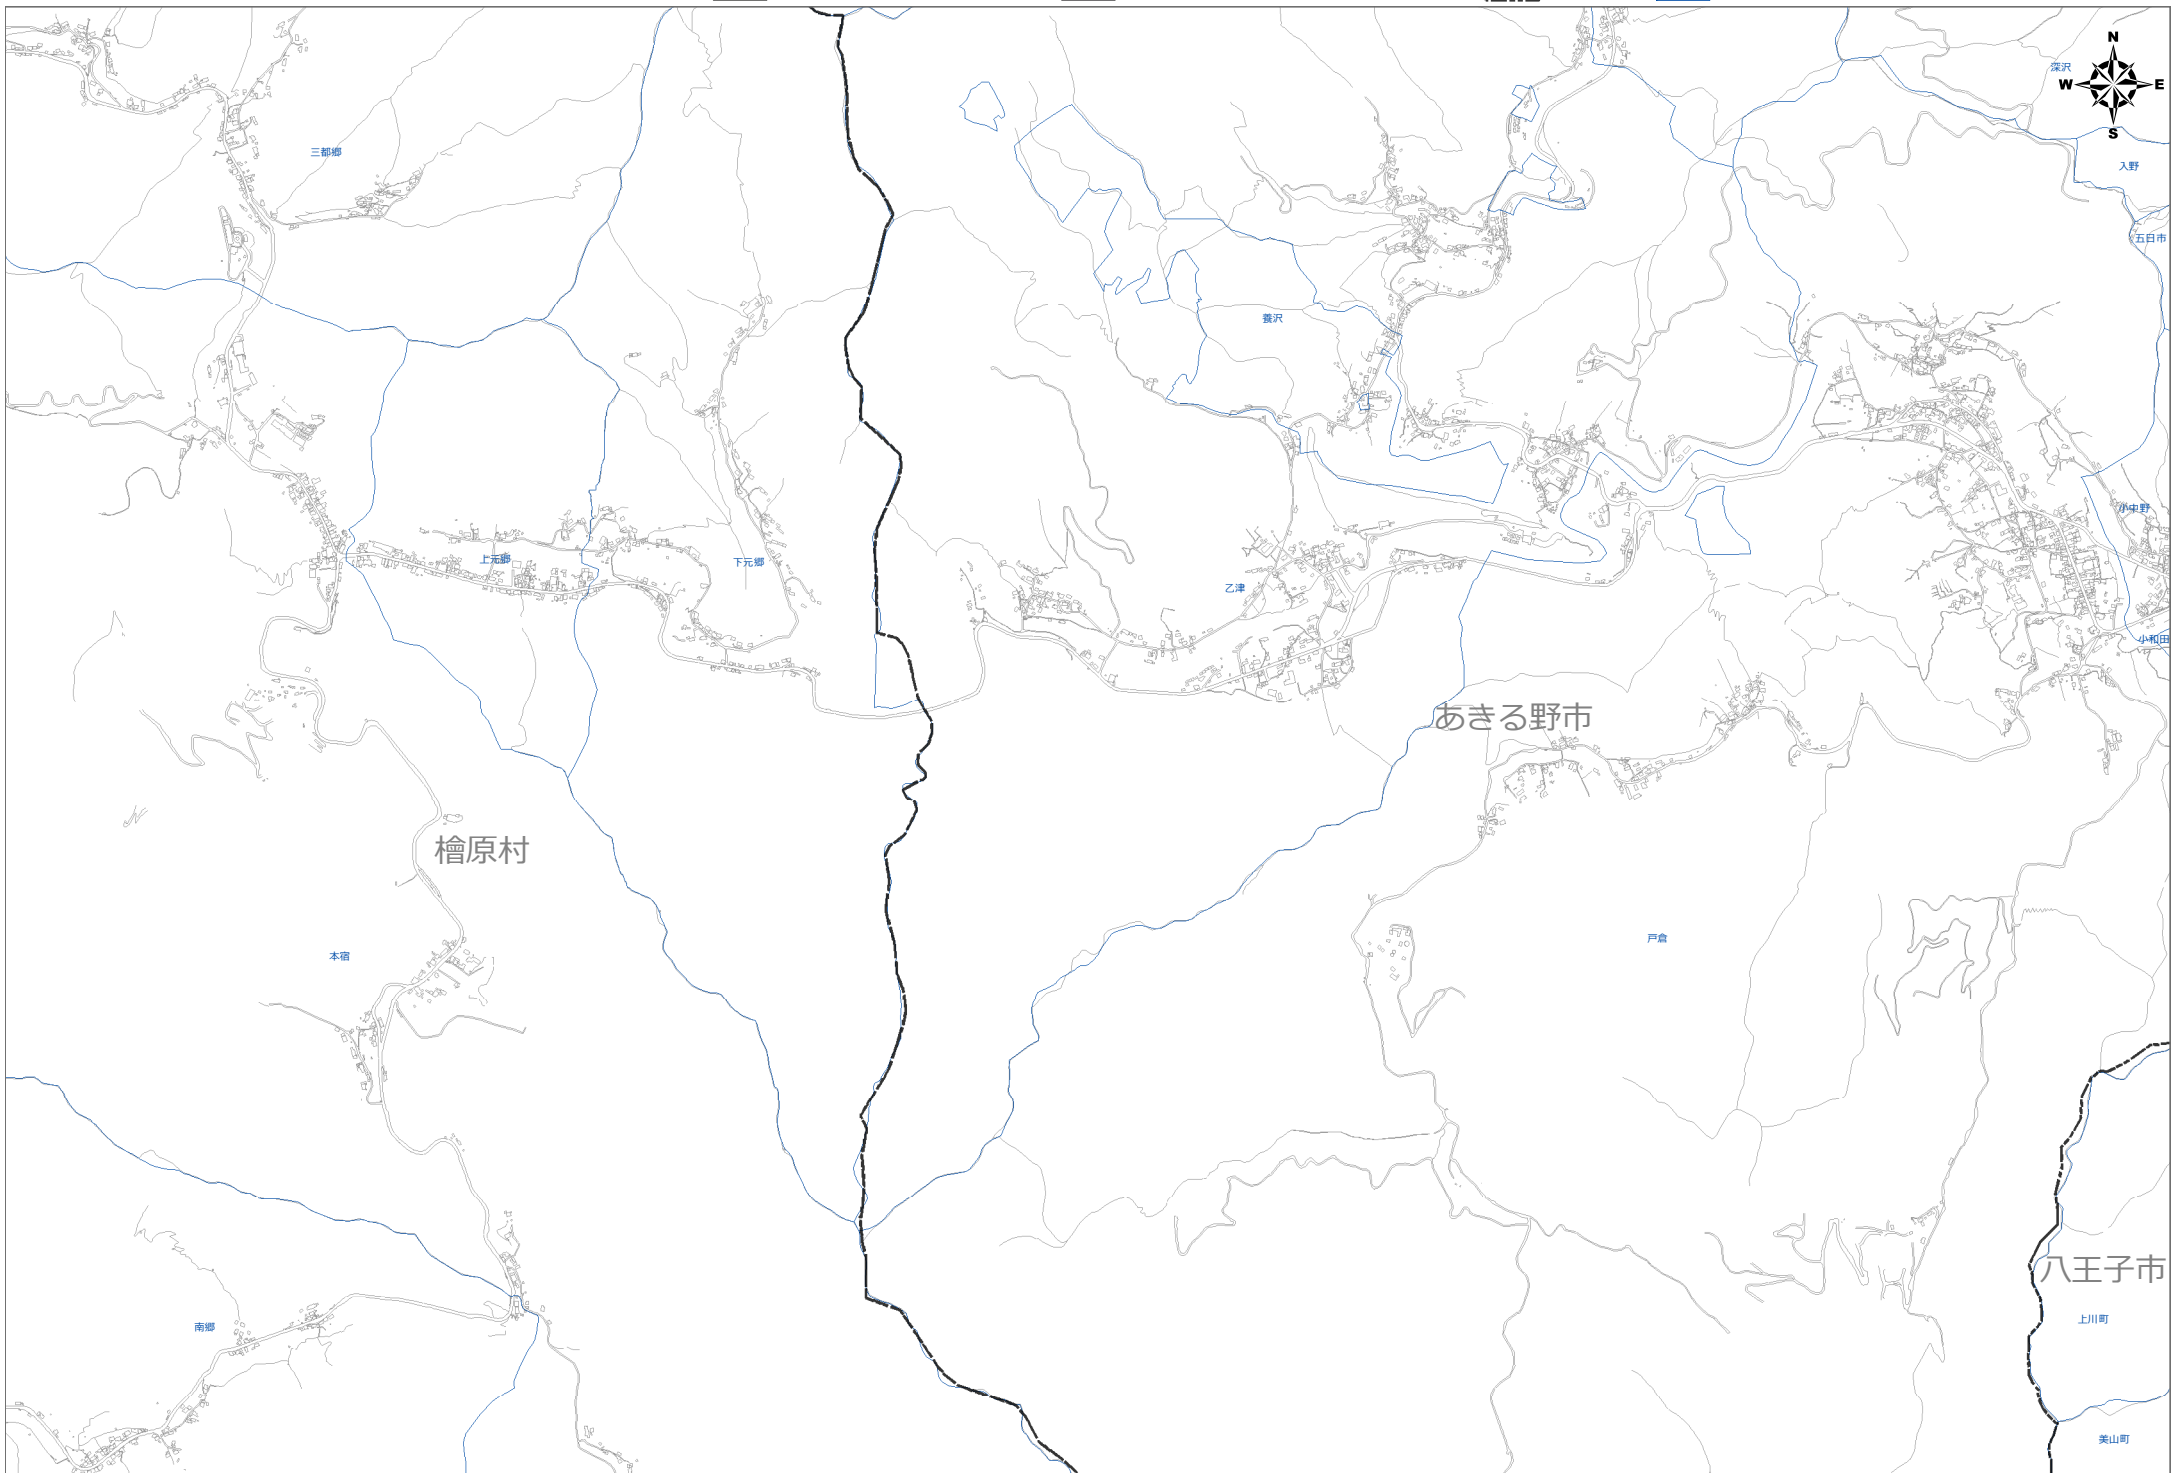 N
深沢
W
E
S
三都郷
入野
五日市
養沢
小中野
上元郷
下元郷
乙津
小和田
あきる野市
檜原村
戸倉
本宿
八王子市
上川町
南郷
美山町